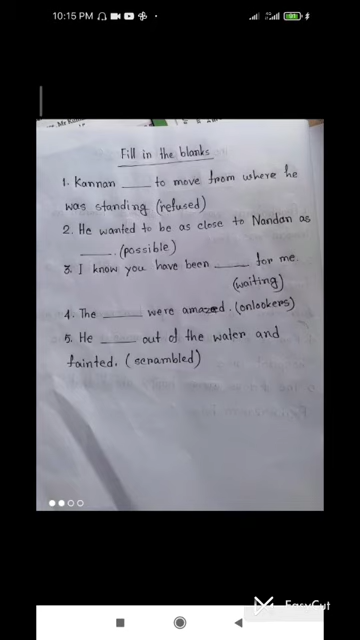 10:15 PM
Fill in the blanks
1. Kannan ____ to move from where he
was standing (refused)
2. He wanted to be as close to Nandan as
____. (possible)
3. I know you have been ____ for me.
(waiting)
4. The ____ were amazed. (onlookers)
5. He ____ out of the water and
fainted. (scrambled)
EasyCut